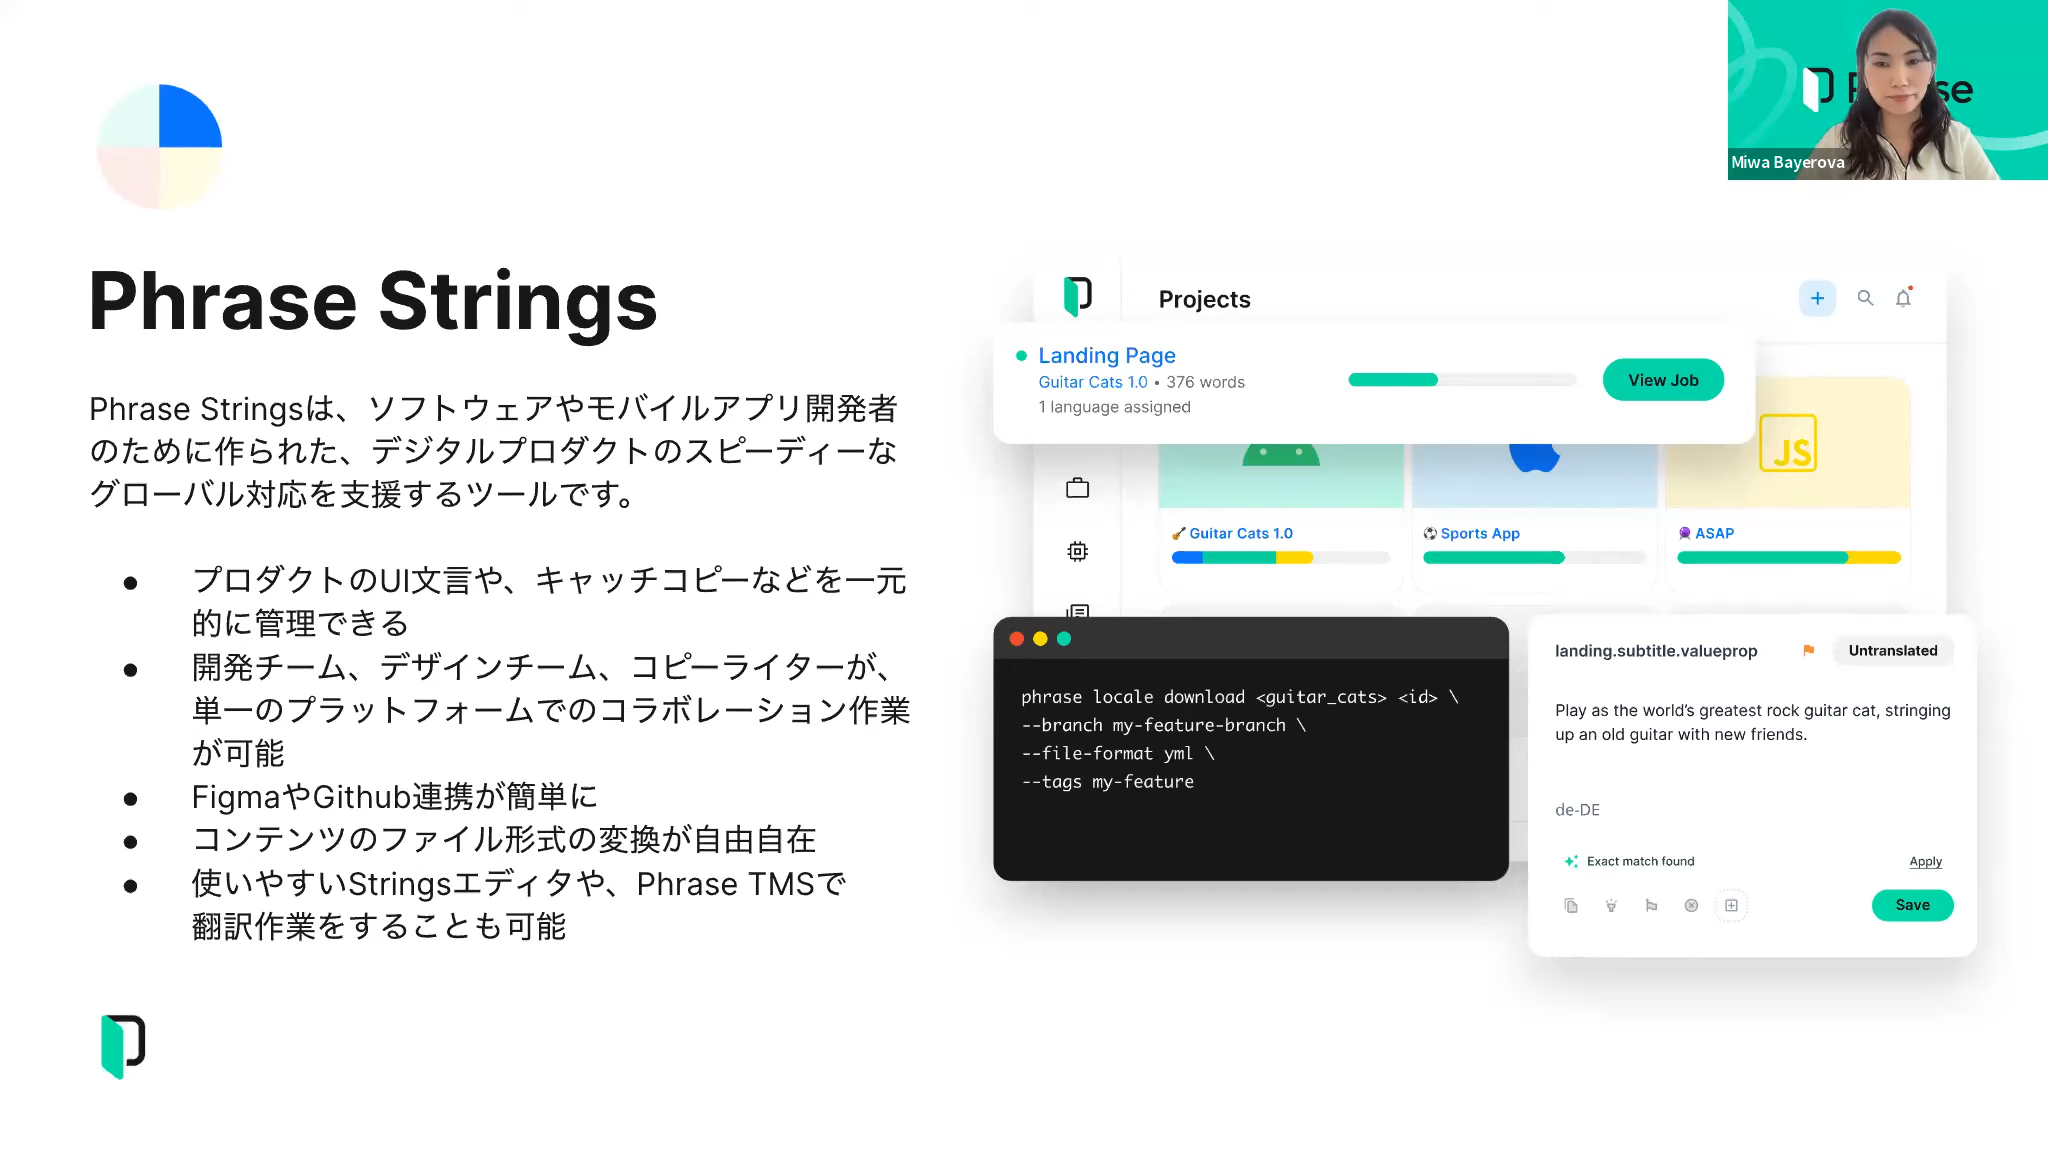 Phrase
Miwa Bayerova
Phrase Strings
Phrase Stringsは、ソフトウェアやモバイルアプリ開発者
のために作られた、デジタルプロダクトのスピーディーな
グローバル対応を支援するツールです。
● プロダクトのUI文言や、キャッチコピーなどを一元
的に管理できる
● 開発チーム、デザインチーム、コピーライターが、
単一のプラットフォームでのコラボレーション作業
が可能
● FigmaやGithub連携が簡単に
● コンテンツのファイル形式の変換が自由自在
● 使いやすいStringsエディタや、Phrase TMSで
翻訳作業をすることも可能
Projects
Landing Page
Guitar Cats 1.0 • 376 words
1 language assigned
View Job
JS
Guitar Cats 1.0
Sports App
ASAP
phrase locale download <guitar_cats> <id> \
--branch my-feature-branch \
--file-format yml \
--tags my-feature
landing.subtitle.valueprop
Untranslated
Play as the world’s greatest rock guitar cat, stringing
up an old guitar with new friends.
de-DE
Exact match found
Apply
Save